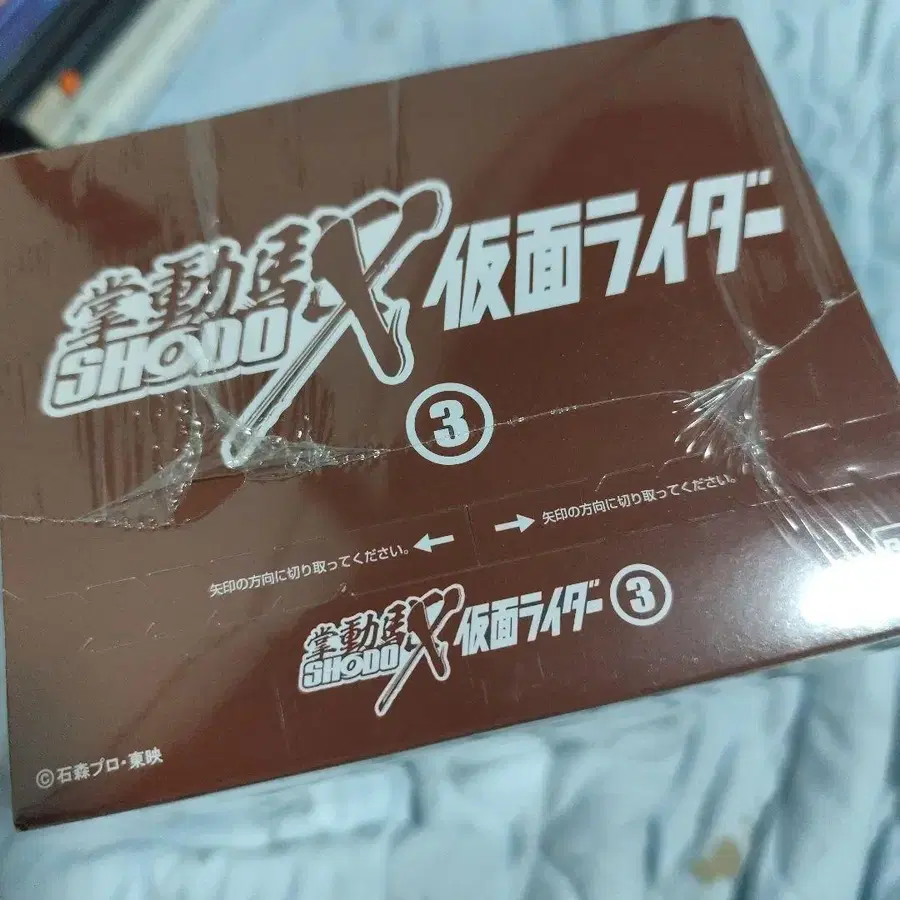 掌動駿 仮面ライダー
SHODO X
3
矢印の方向に切り取ってください。
矢印の方向に切り取ってください。
掌動駿 仮面ライダー 3
SHODO X
©石森プロ・東映